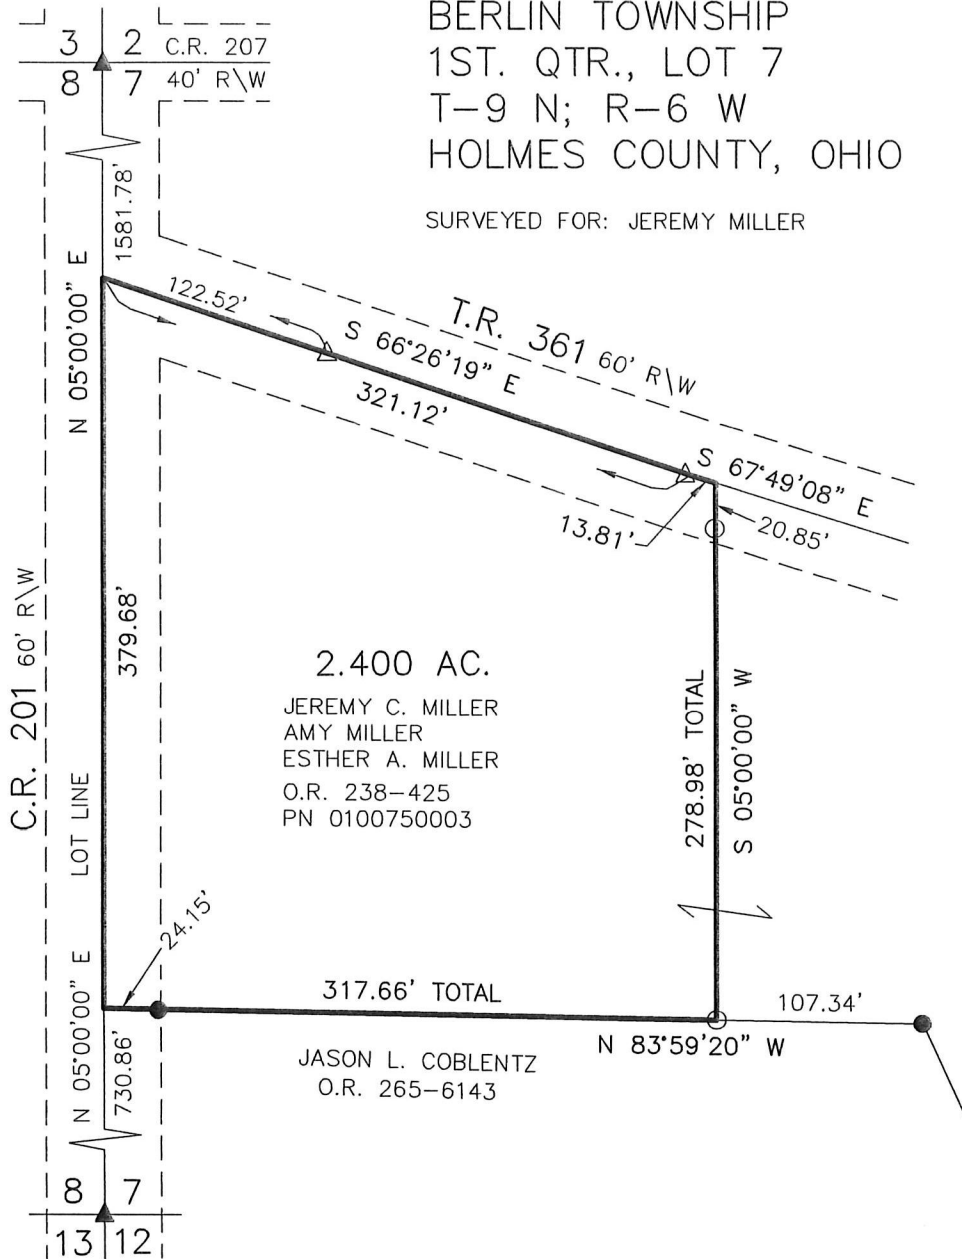 BERLIN TOWNSHIP
1ST. QTR., LOT 7
T-9 N; R-6 W
HOLMES COUNTY, OHIO
SURVEYED FOR: JEREMY MILLER
3 2 C.R. 207
8 7 40' R\W
1581.78'
N 05°00'00" E
122.52'
S 66°26'19" E
321.12'
T.R. 361 60' R\W
S 67°49'08" E
13.81'
20.85'
C.R. 201 60' R\W
379.68'
2.400 AC.
JEREMY C. MILLER
AMY MILLER
ESTHER A. MILLER
O.R. 238-425
PN 0100750003
278.98' TOTAL
S 05°00'00" W
LOT LINE
24.15'
317.66' TOTAL
107.34'
N 83°59'20" W
N 05°00'00" E
730.86'
JASON L. COBLENTZ
O.R. 265-6143
8 7
13 12